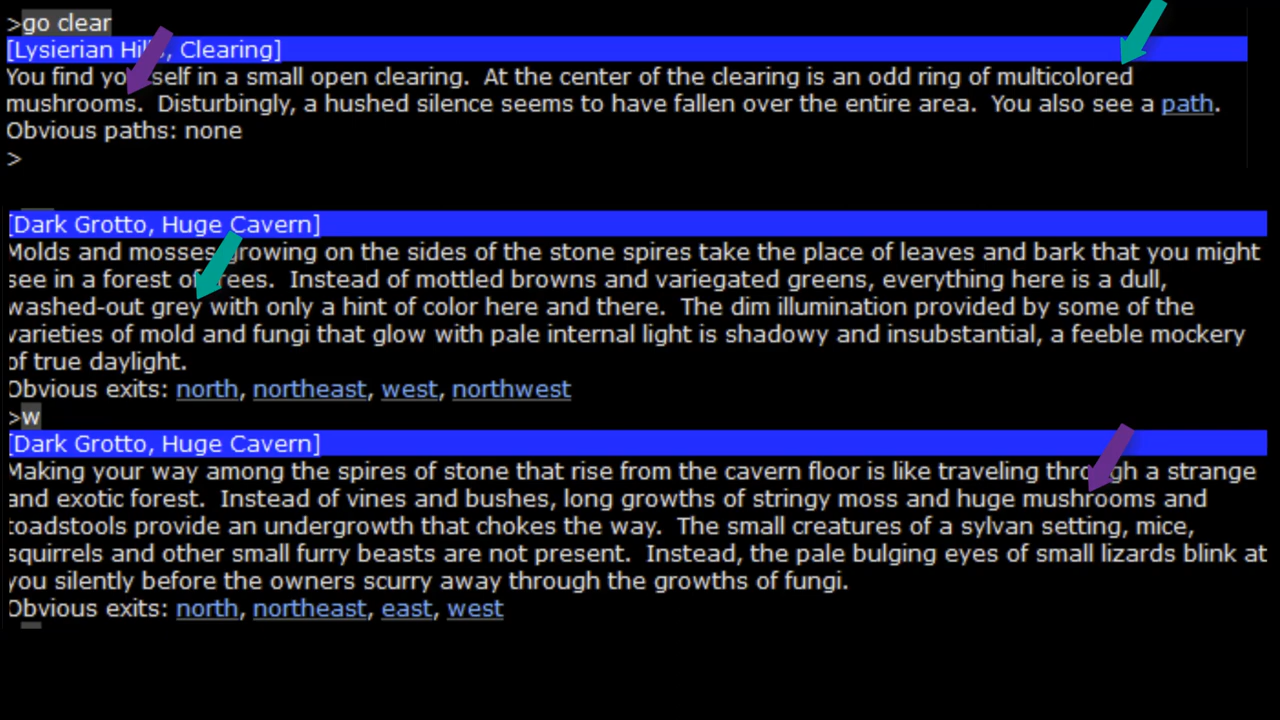 >go clear
[Lysierian Hills, Clearing]
You find yourself in a small open clearing.  At the center of the clearing is an odd ring of multicolored
mushrooms.  Disturbingly, a hushed silence seems to have fallen over the entire area.  You also see a path.
Obvious paths: none
>
[Dark Grotto, Huge Cavern]
Molds and mosses growing on the sides of the stone spires take the place of leaves and bark that you might
see in a forest of trees.  Instead of mottled browns and variegated greens, everything here is a dull,
washed-out grey with only a hint of color here and there.  The dim illumination provided by some of the
varieties of mold and fungi that glow with pale internal light is shadowy and insubstantial, a feeble mockery
of true daylight.
Obvious exits: north, northeast, west, northwest
>w
[Dark Grotto, Huge Cavern]
Making your way among the spires of stone that rise from the cavern floor is like traveling through a strange
and exotic forest.  Instead of vines and bushes, long growths of stringy moss and huge mushrooms and
toadstools provide an undergrowth that chokes the way.  The small creatures of a sylvan setting, mice,
squirrels and other small furry beasts are not present.  Instead, the pale bulging eyes of small lizards blink at
you silently before the owners scurry away through the growths of fungi.
Obvious exits: north, northeast, east, west